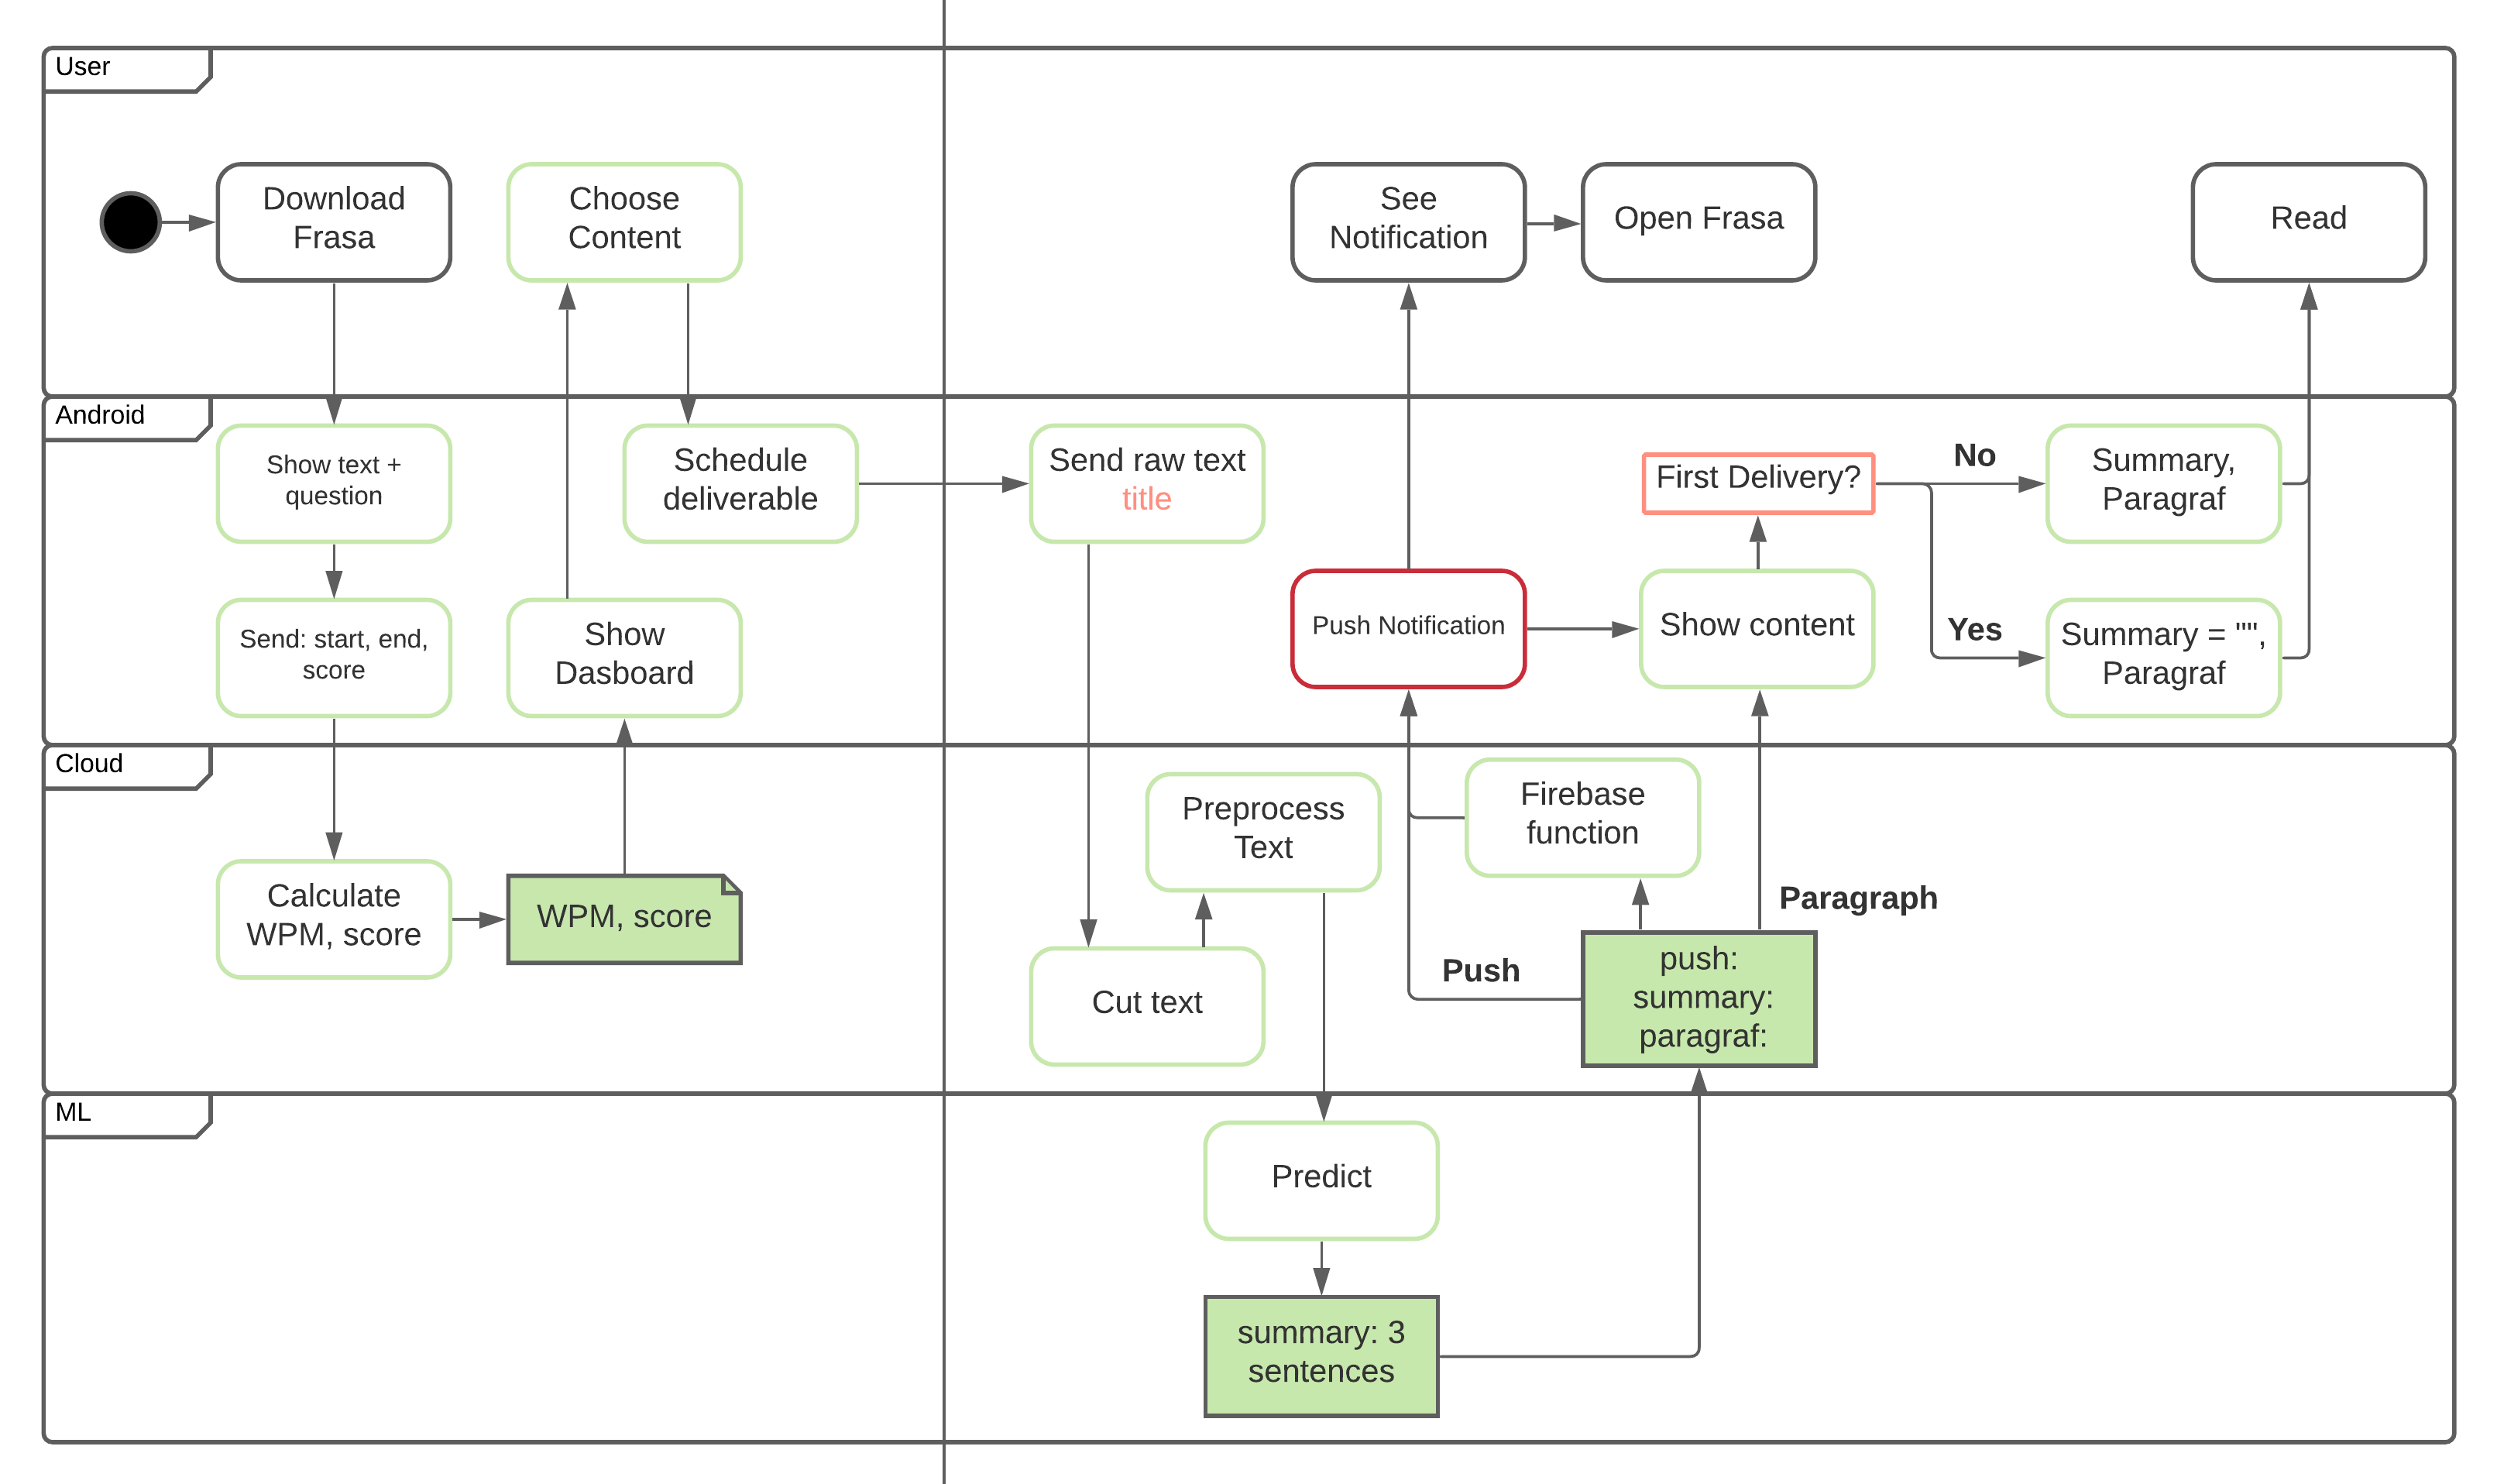 User
Download
Frasa
Choose
Content
See
Notification
Open Frasa
Read
Android
Show text +
question
Schedule
deliverable
Send raw text
title
First Delivery?
No
Summary,
Paragraf
Send: start, end,
score
Show
Dasboard
Push Notification
Show content
Yes
Summary = "",
Paragraf
Cloud
Calculate
WPM, score
WPM, score
Preprocess
Text
Firebase
function
Cut text
Push
Paragraph
push:
summary:
paragraf:
ML
Predict
summary: 3
sentences